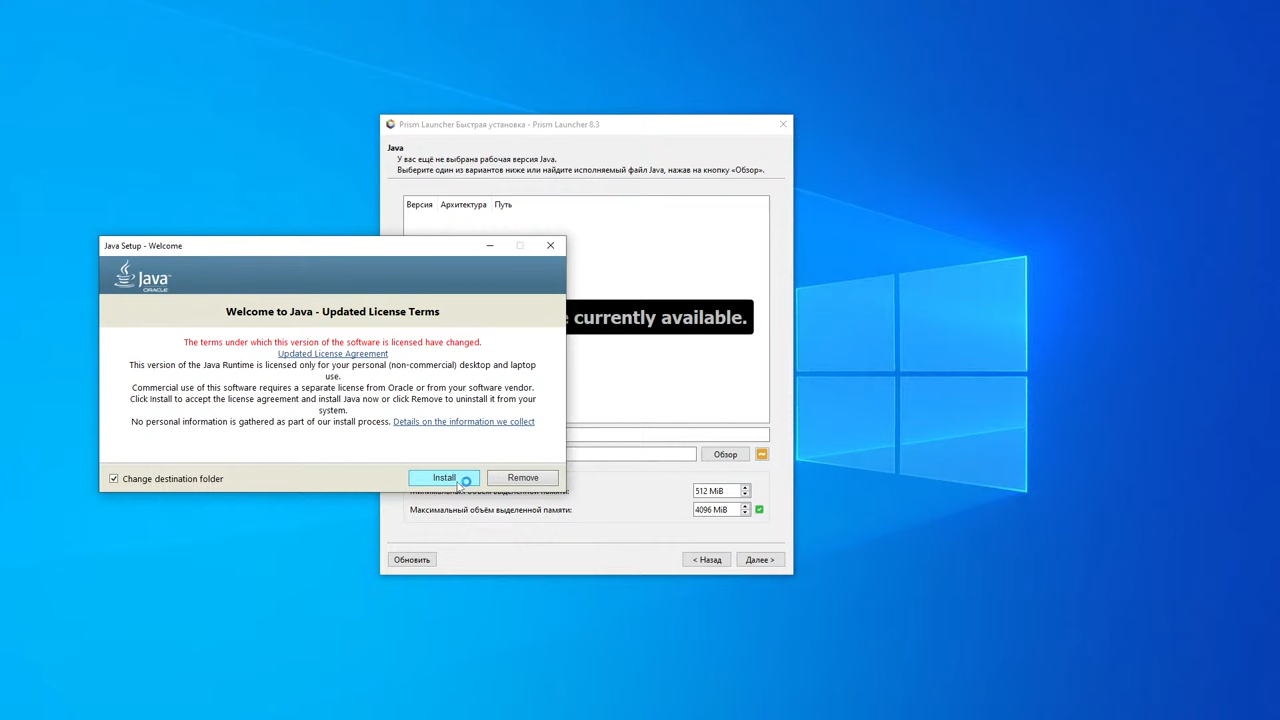 Prism Launcher Быстрая установка - Prism Launcher 8.3
Java
У вас ещё не выбрана рабочая версия Java.
Выберите один из вариантов ниже или найдите исполняемый файл Java, нажав на кнопку «Обзор».
Версия Архитектура Путь
Java Setup - Welcome
Java
ORACLE
Welcome to Java - Updated License Terms
currently available.
The terms under which this version of the software is licensed have changed.
Updated License Agreement
This version of the Java Runtime is licensed only for your personal (non-commercial) desktop and laptop
use.
Commercial use of this software requires a separate license from Oracle or from your software vendor.
Click Install to accept the license agreement and install Java now or click Remove to uninstall it from your
system.
No personal information is gathered as part of our install process. Details on the information we collect
Change destination folder
Install
Remove
Обзор
объём выделенной памяти:
512 MiB
Максимальный объём выделенной памяти:
4096 MiB
Обновить
< Назад
Далее >